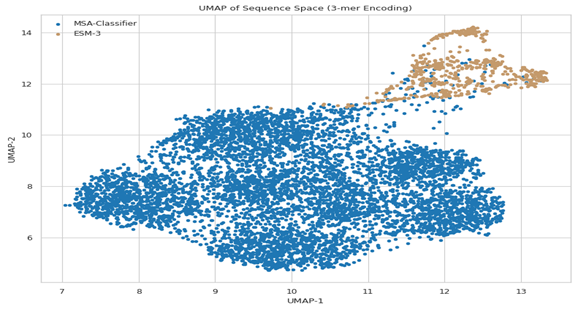 UMAP of Sequence Space (3-mer Encoding)
MSA-Classifier
ESM-3
14
12
10
8
6
UMAP-2
7 8 9 10 11 12 13
UMAP-1